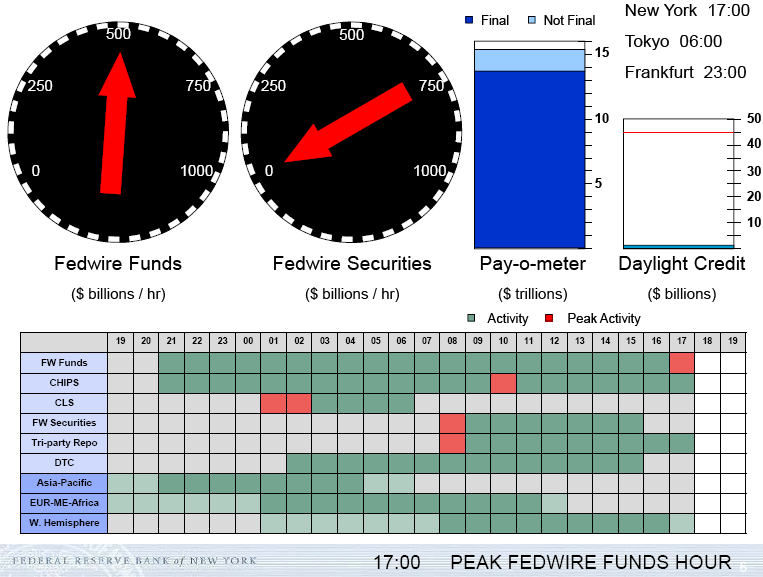 Final Not Final
New York 17:00
Tokyo 06:00
Frankfurt 23:00
500
250 750
0 1000
Fedwire Funds
($ billions / hr)
500
250 750
0 1000
Fedwire Securities
($ billions / hr)
15
10
5
Pay-o-meter
($ trillions)
50
40
30
20
10
Daylight Credit
($ billions)
Activity Peak Activity
19 20 21 22 23 00 01 02 03 04 05 06 07 08 09 10 11 12 13 14 15 16 17 18 19
FW Funds
CHIPS
CLS
FW Securities
Tri-party Repo
DTC
Asia-Pacific
EUR-ME-Africa
W. Hemisphere
FEDERAL RESERVE BANK of NEW YORK
17:00 PEAK FEDWIRE FUNDS HOUR
6